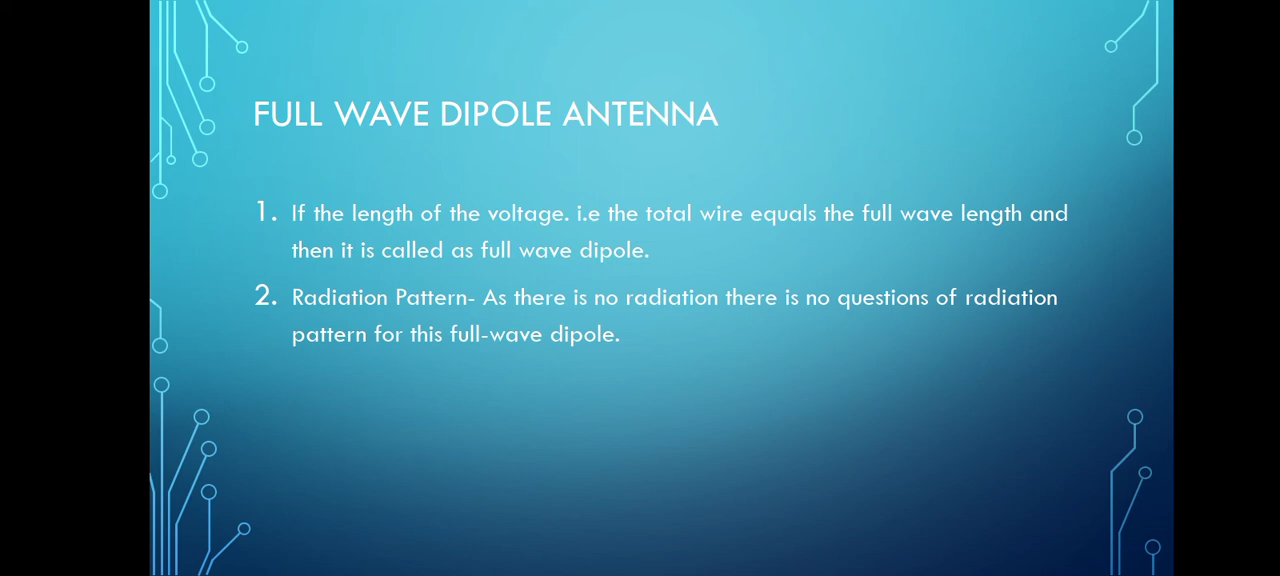 FULL WAVE DIPOLE ANTENNA
1. If the length of the voltage. i.e the total wire equals the full wave length and
then it is called as full wave dipole.
2. Radiation Pattern- As there is no radiation there is no questions of radiation
pattern for this full-wave dipole.